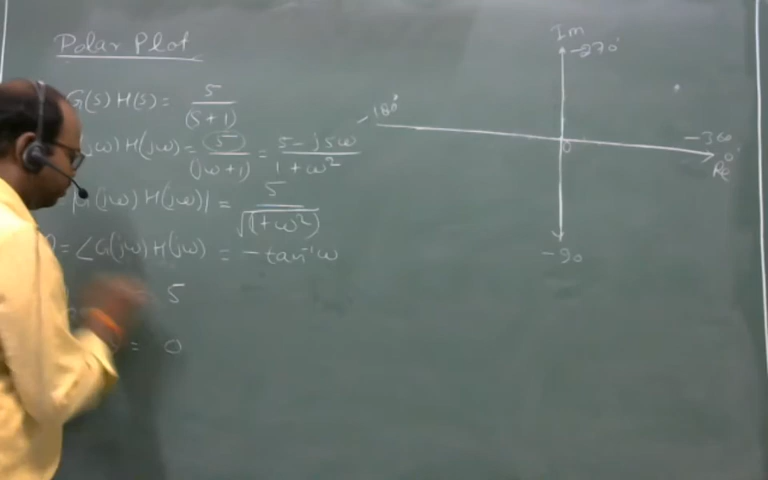 Polar Plot
G(s) H(s) = 5 / (s+1)
(jω) H(jω) = 5 / (jω+1) = 5 - j5ω / 1 + ω²
G(jω) H(jω)| = 5 / √(1+ω²)
= ∠G(jω) H(jω) = - tan⁻¹ω
5
= 0
Im
-270°
-180°
0
-360°
Re
-90